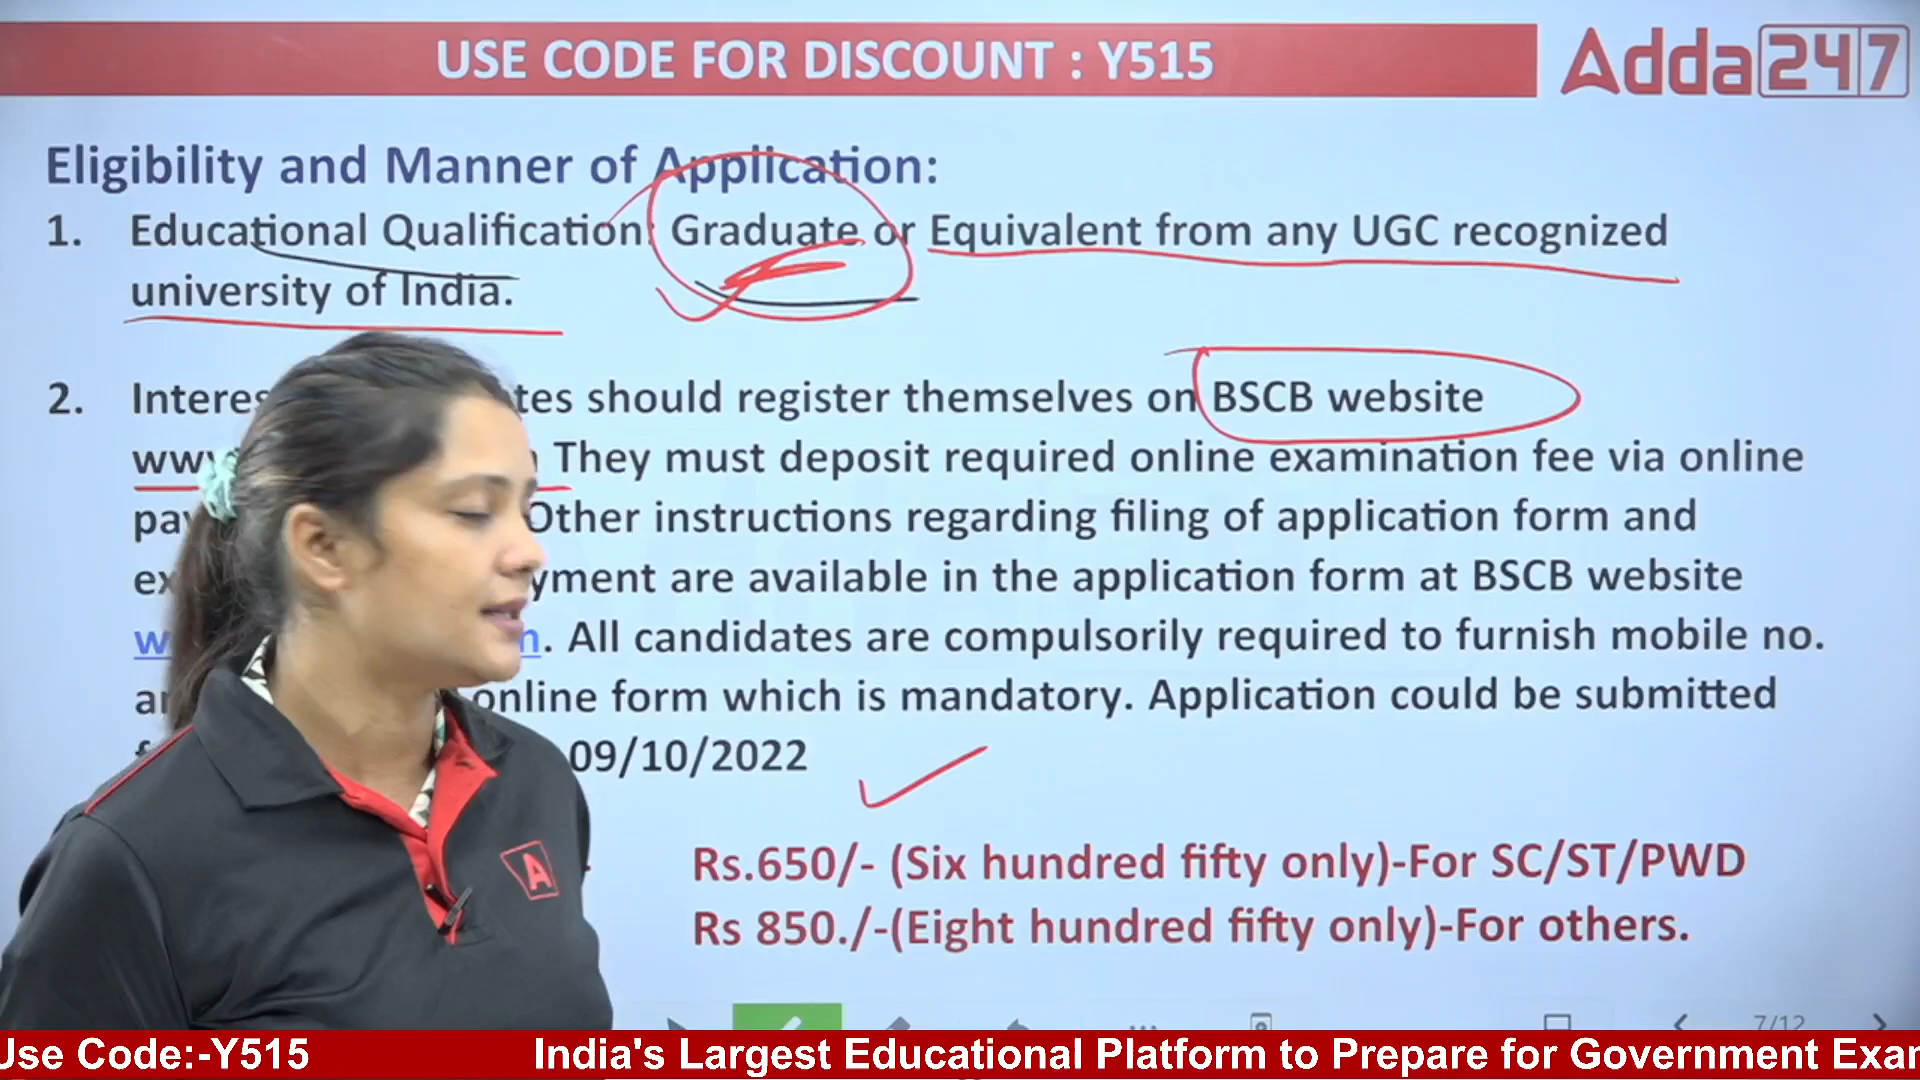 USE CODE FOR DISCOUNT : Y515
Adda247
Eligibility and Manner of Application:
1. Educational Qualification: Graduate or Equivalent from any UGC recognized
university of India.
2. should register themselves on BSCB website
They must deposit required online examination fee via online
Other instructions regarding filing of application form and
are available in the application form at BSCB website
. All candidates are compulsorily required to furnish mobile no.
online form which is mandatory. Application could be submitted
09/10/2022
Rs.650/- (Six hundred fifty only)-For SC/ST/PWD
Rs 850./-(Eight hundred fifty only)-For others.
A
7/12
Use Code:-Y515 India's Largest Educational Platform to Prepare for Government